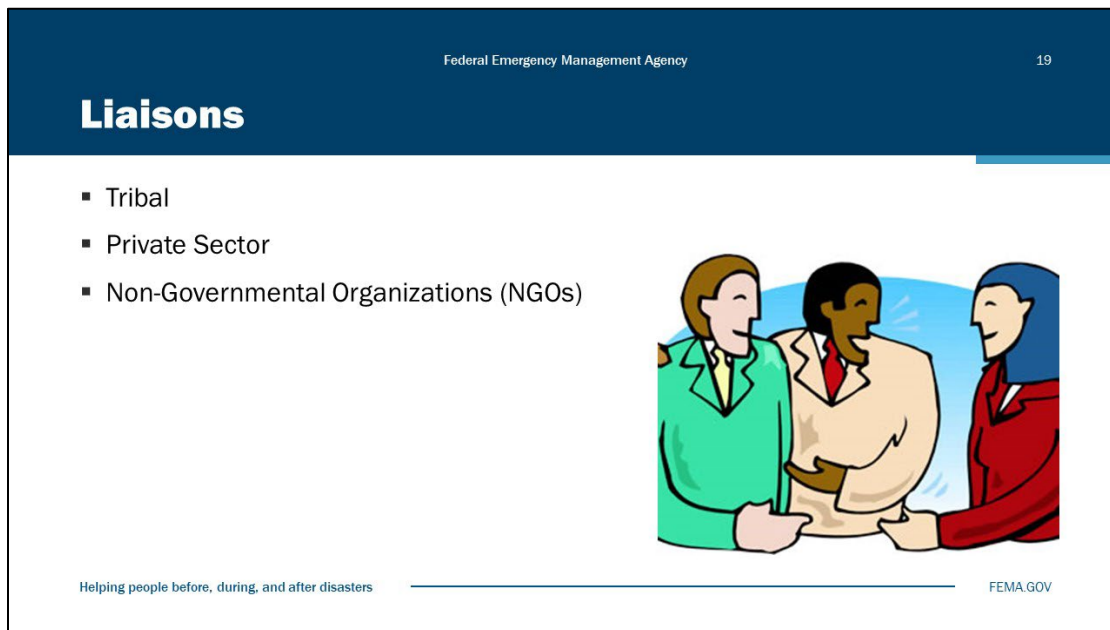 Federal Emergency Management Agency
19
Liaisons
▪ Tribal
▪ Private Sector
▪ Non-Governmental Organizations (NGOs)
Helping people before, during, and after disasters
FEMA.GOV